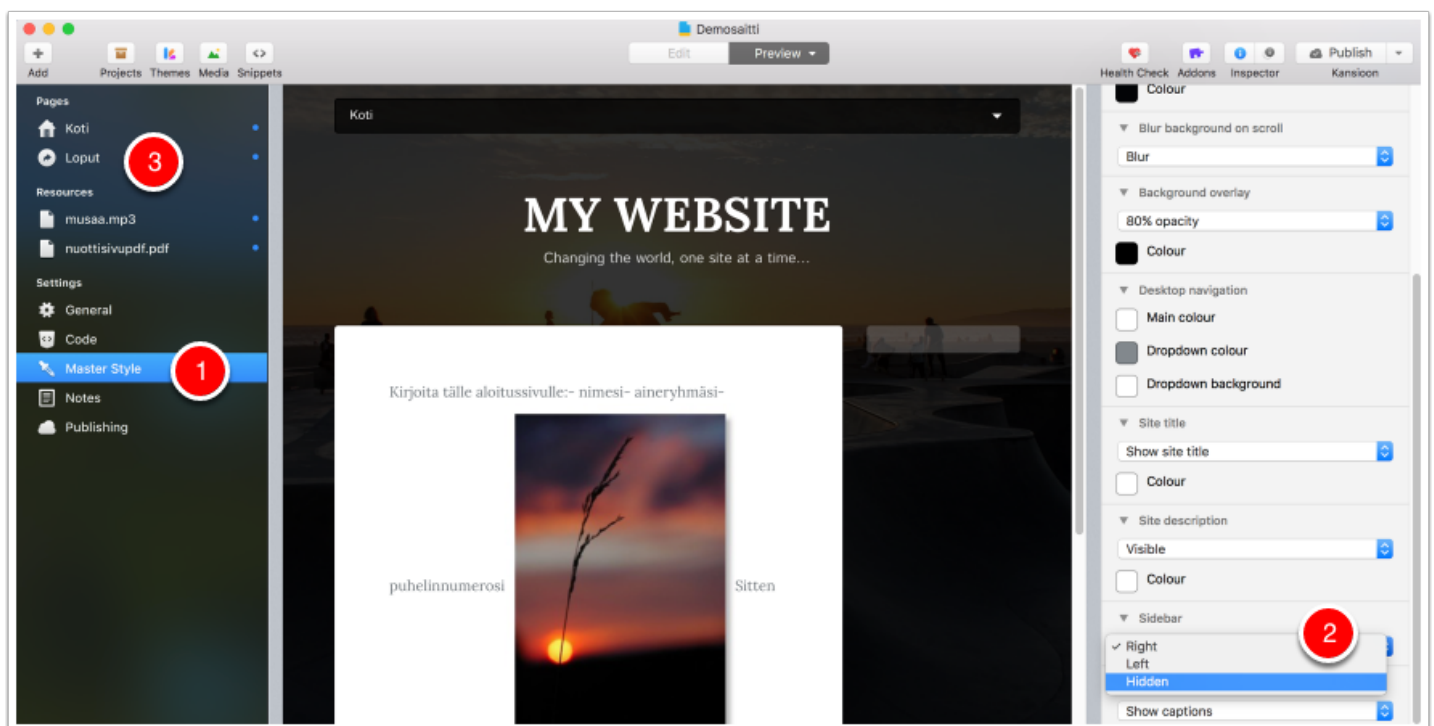 Demosaitti
Edit
Preview
Publish
Add
Projects
Themes
Media
Snippets
Health Check
Addons
Inspector
Kansioon
Pages
Koti
Loput
3
Resources
musaa.mp3
nuottisivupdf.pdf
Settings
General
Code
Master Style
1
Notes
Publishing
Koti
MY WEBSITE
Changing the world, one site at a time...
Kirjoita tälle aloitussivulle:- nimesi- aineryhmäsi-
puhelinnumerosi
Sitten
Colour
Blur background on scroll
Blur
Background overlay
80% opacity
Colour
Desktop navigation
Main colour
Dropdown colour
Dropdown background
Site title
Show site title
Colour
Site description
Visible
Colour
Sidebar
2
Right
Left
Hidden
Show captions